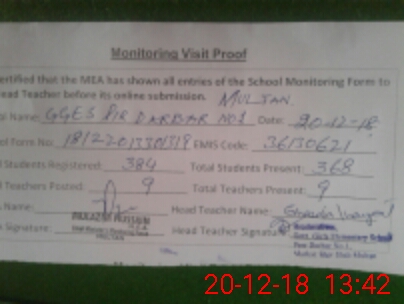 Monitoring Visit Proof
ertified that the MEA has shown all entries of the School Monitoring Form to
ead Teacher before its online submission. MULTAN
ol Name: GGES PIR DARBAR NO1 Date: 20-12-18
ol Form No: EMIS Code: 36130621
Students Registered: 384 Total Students Present: 368
Teachers Posted: 9 Total Teachers Present: 9
Name: Head Teacher Name:
Signature: Head Teacher Signature
20-12-18 13:42